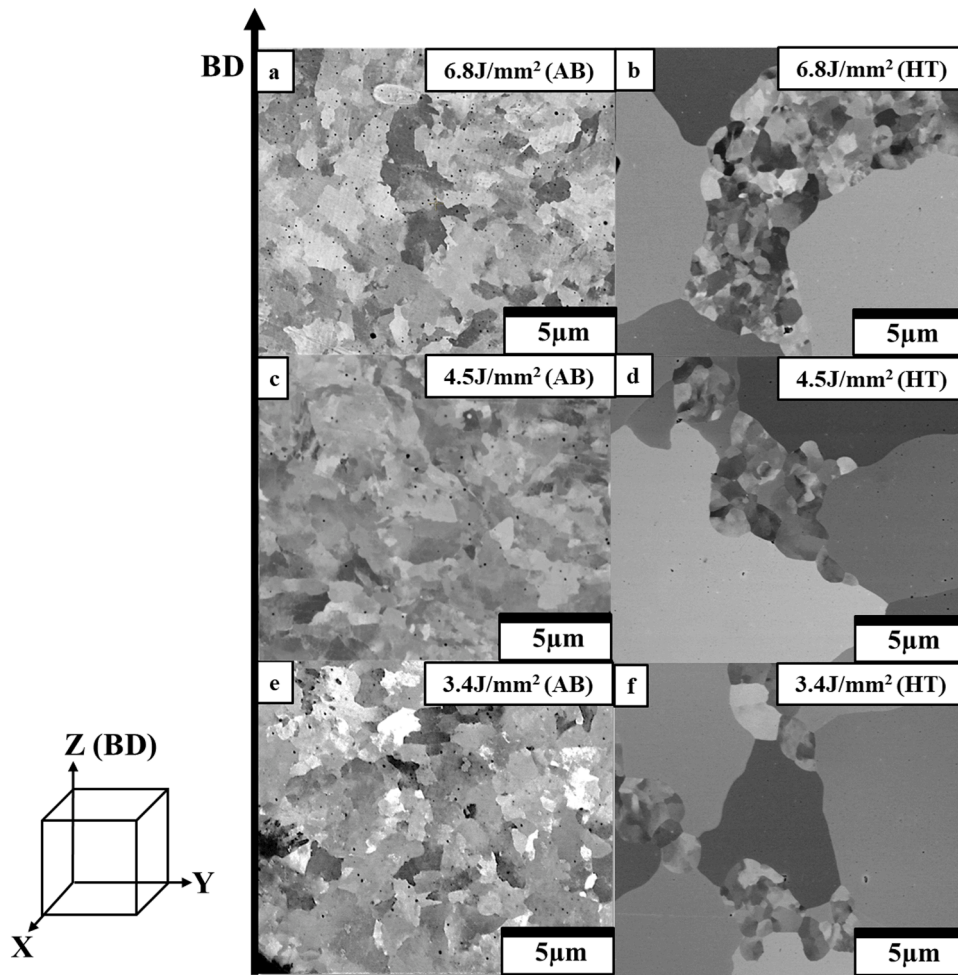 BD
a
6.8J/mm² (AB)
b
6.8J/mm² (HT)
5µm
5µm
c
4.5J/mm² (AB)
d
4.5J/mm² (HT)
5µm
5µm
e
3.4J/mm² (AB)
f
3.4J/mm² (HT)
5µm
5µm
Z (BD)
Y
X